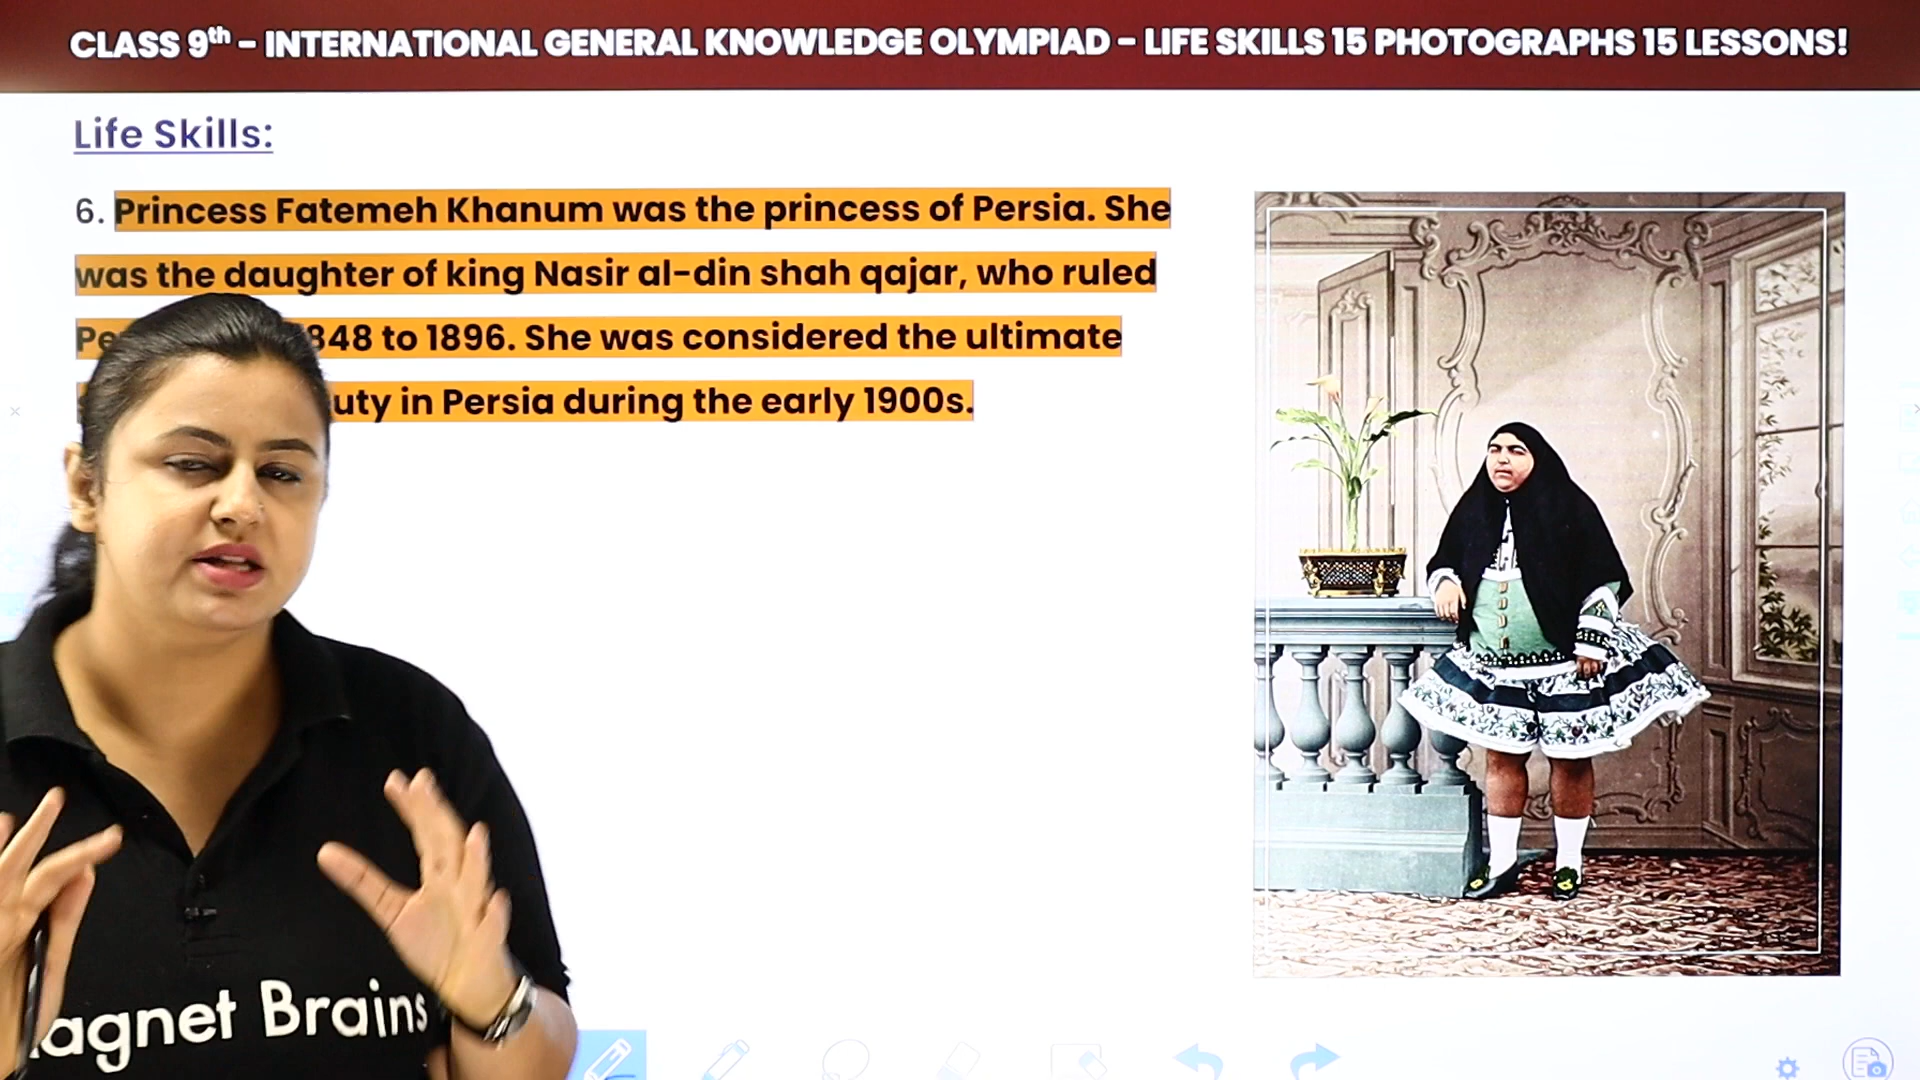 CLASS 9th - INTERNATIONAL GENERAL KNOWLEDGE OLYMPIAD - LIFE SKILLS 15 PHOTOGRAPHS 15 LESSONS!
Life Skills:
6. Princess Fatemeh Khanum was the princess of Persia. She
was the daughter of king Nasir al-din shah qajar, who ruled
848 to 1896. She was considered the ultimate
uty in Persia during the early 1900s.
agnet Brains